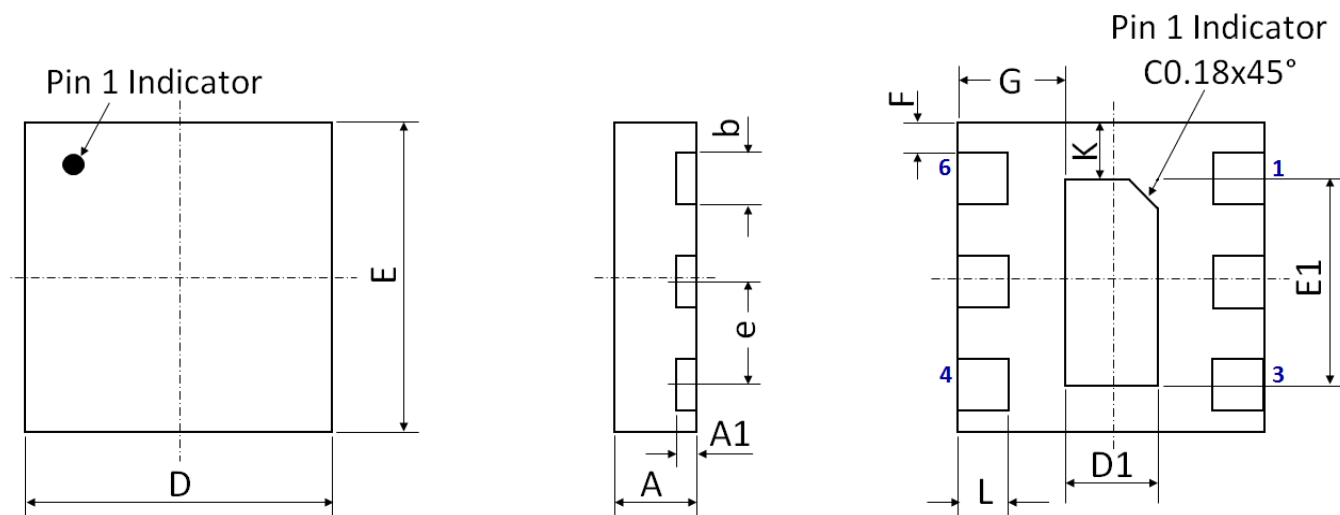 Pin 1 Indicator
E
D
b
e
A1
A
Pin 1 Indicator
C0.18x45°
G
F
K
6
1
E1
4
3
D1
L